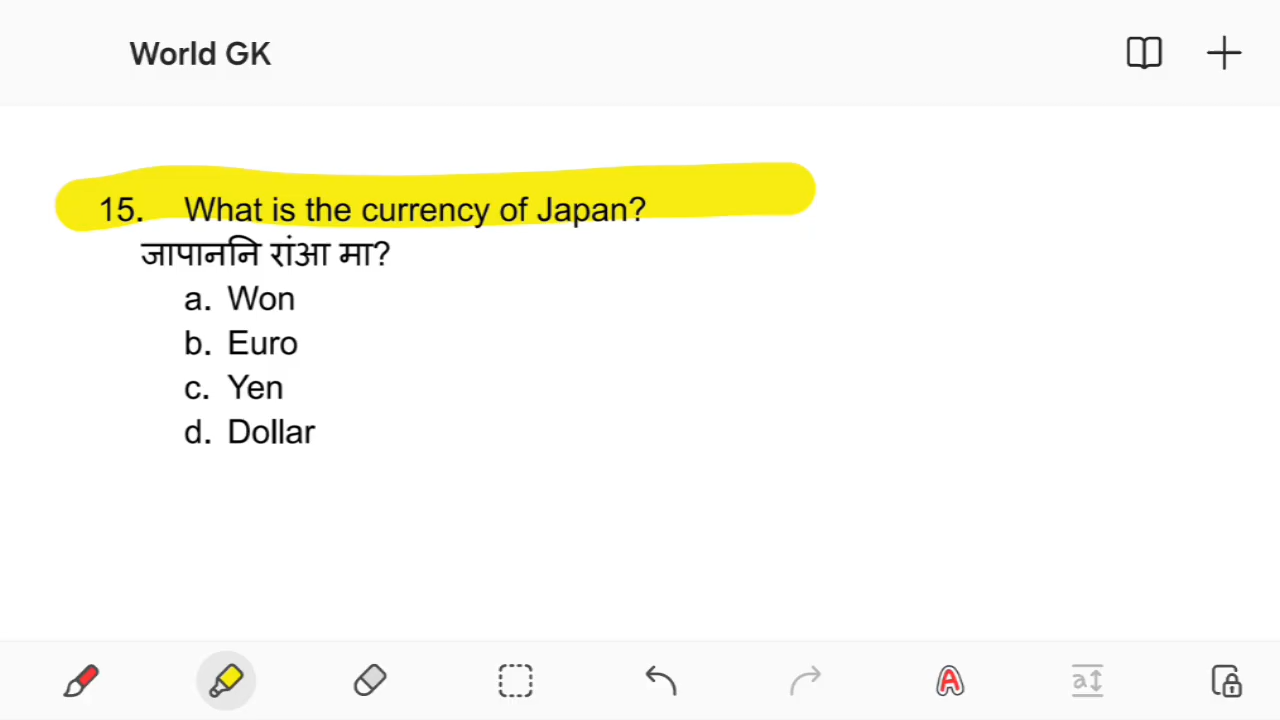 World GK
15. What is the currency of Japan?
जापाननि रांआ मा?
a. Won
b. Euro
c. Yen
d. Dollar
A
a